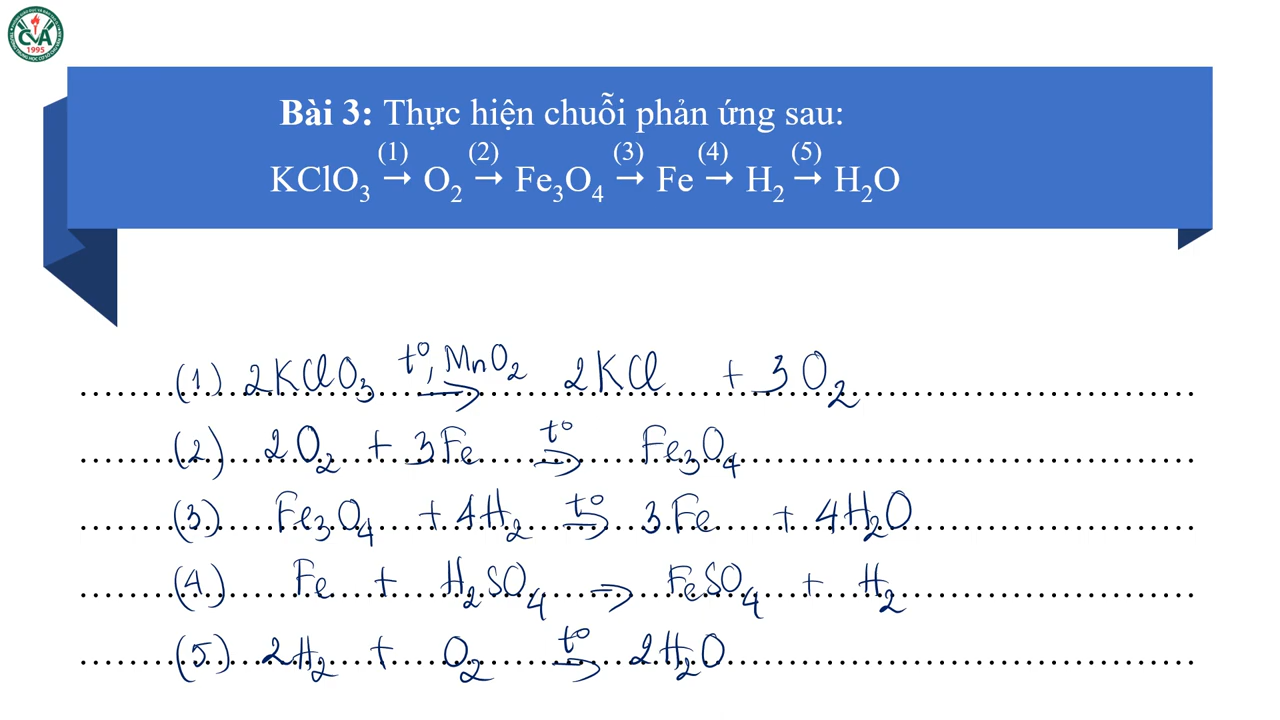 CVA
1995
Bài 3: Thực hiện chuỗi phản ứng sau:
(1) (2) (3) (4) (5)
KClO₃ → O₂ → Fe₃O₄ → Fe → H₂ → H₂O
(1) 2KClO₃ t°, MnO₂ → 2KCl + 3O₂
(2) 2O₂ + 3Fe t° → Fe₃O₄
(3) Fe₃O₄ + 4H₂ t° → 3Fe + 4H₂O
(4) Fe + H₂SO₄ → FeSO₄ + H₂
(5) 2H₂ + O₂ t° → 2H₂O